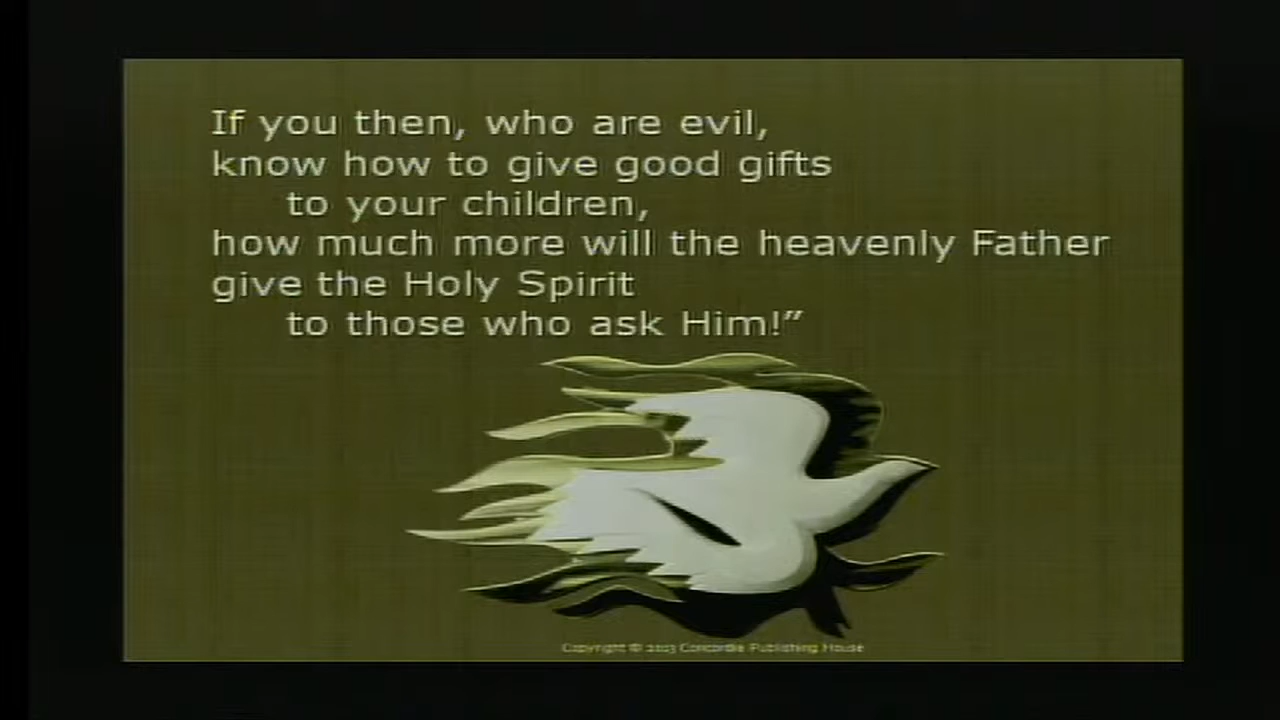 If you then, who are evil,
know how to give good gifts
to your children,
how much more will the heavenly Father
give the Holy Spirit
to those who ask Him!”
Copyright © 2013 Concordia Publishing House